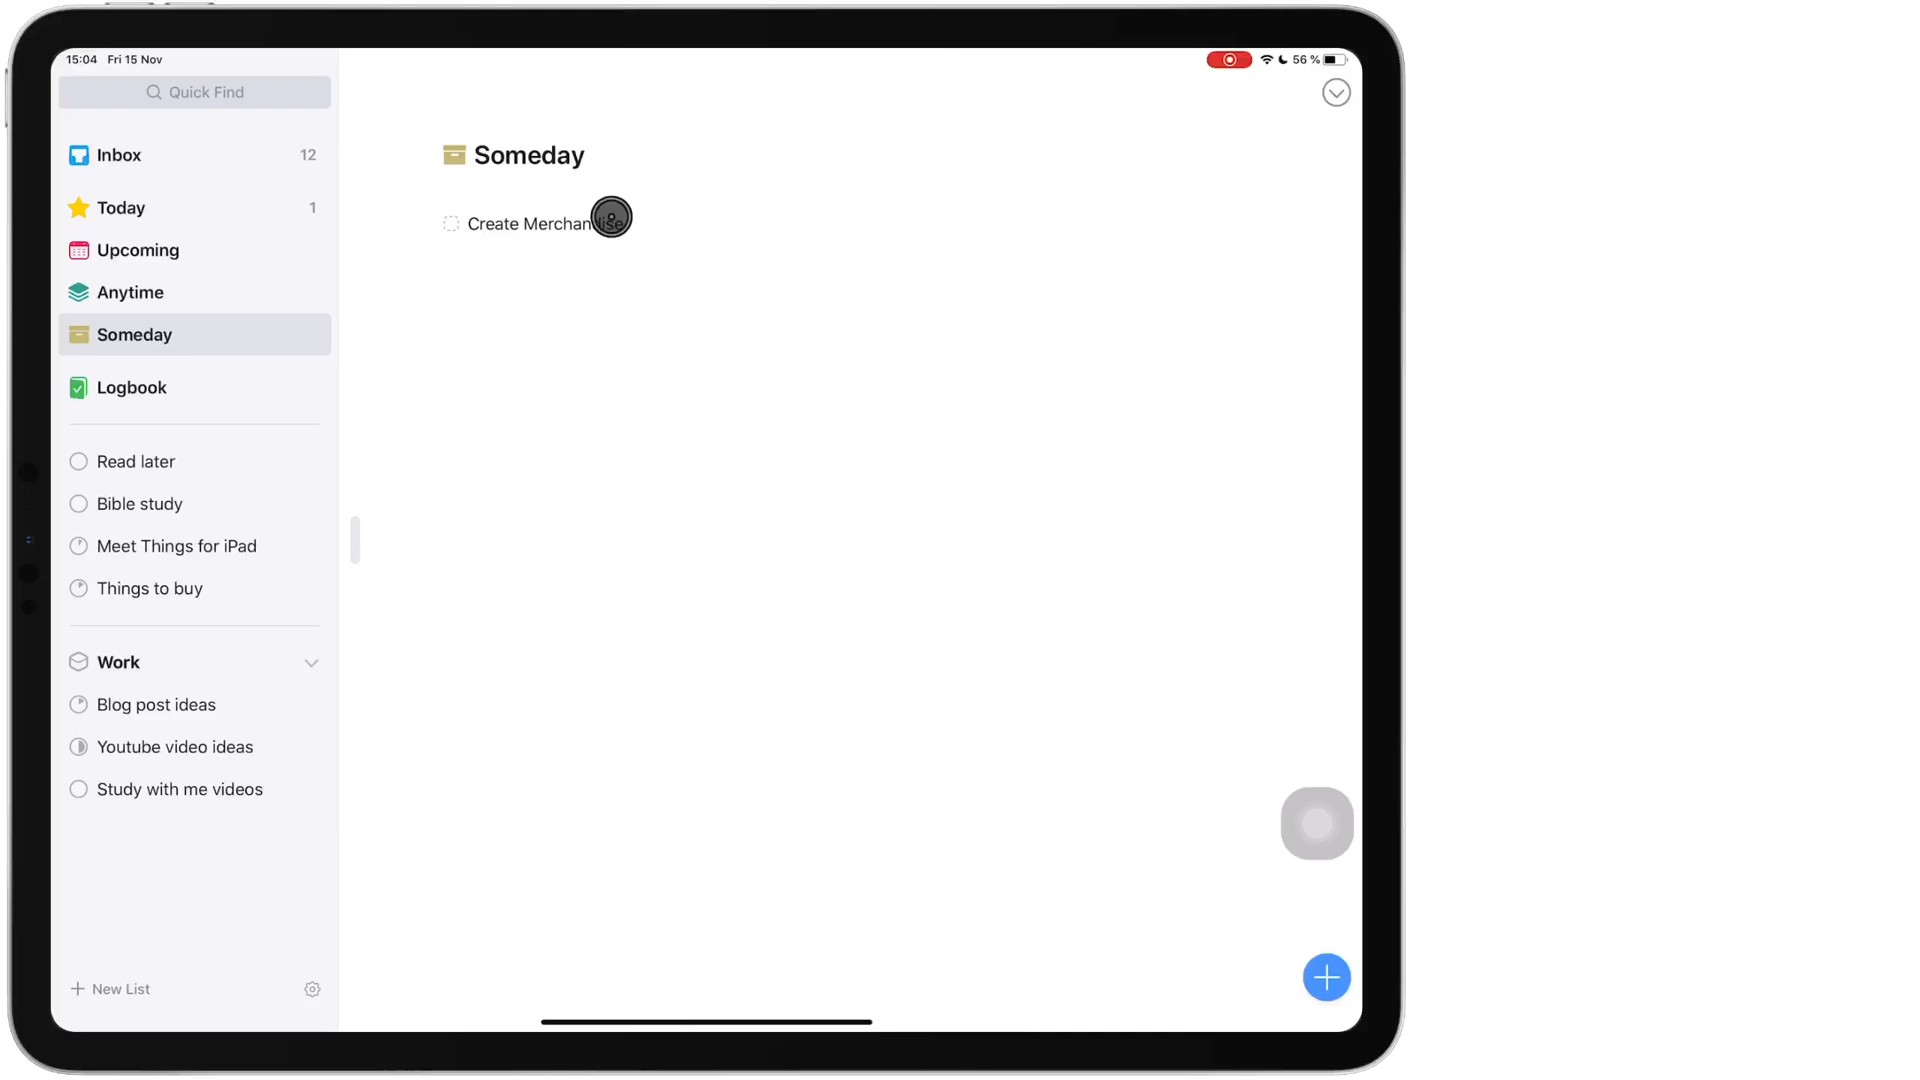 15:04 Fri 15 Nov
56 %
Quick Find
Inbox 12
Today 1
Upcoming
Anytime
Someday
Logbook
Read later
Bible study
Meet Things for iPad
Things to buy
Work
Blog post ideas
Youtube video ideas
Study with me videos
New List
Someday
Create Merchandise